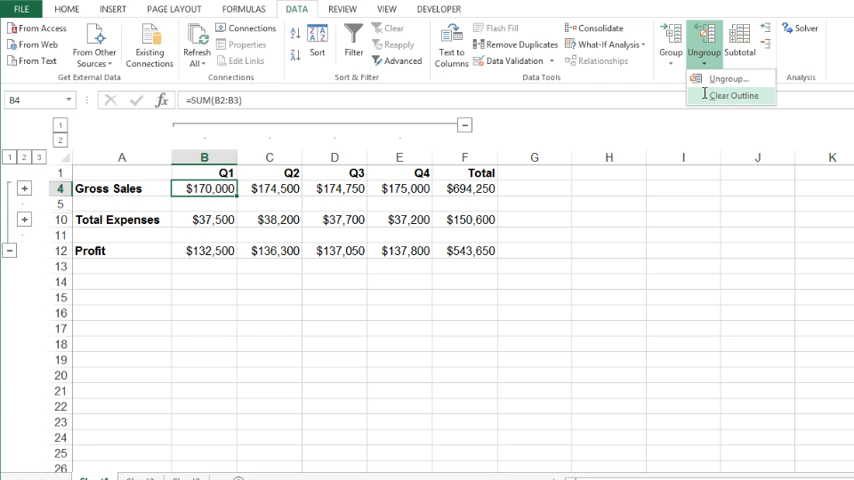 FILE HOME INSERT PAGE LAYOUT FORMULAS DATA REVIEW VIEW DEVELOPER
From Access
From Web
From Text
From Other Sources
Existing Connections
Get External Data
Refresh All
Connections
Properties
Edit Links
Connections
Sort
Filter
Clear
Reapply
Advanced
Sort & Filter
Text to Columns
Flash Fill
Remove Duplicates
Data Validation
Consolidate
What-If Analysis
Relationships
Data Tools
Group
Ungroup
Subtotal
Ungroup...
Clear Outline
Solver
Analysis
B4 fx =SUM(B2:B3)
1
2
1 2 3 A B C D E F G H I J K
1 Q1 Q2 Q3 Q4 Total
4 Gross Sales $170,000 $174,500 $174,750 $175,000 $694,250
5
10 Total Expenses $37,500 $38,200 $37,700 $37,200 $150,600
11
12 Profit $132,500 $136,300 $137,050 $137,800 $543,650
13
14
15
16
17
18
19
20
21
22
23
24
25
26